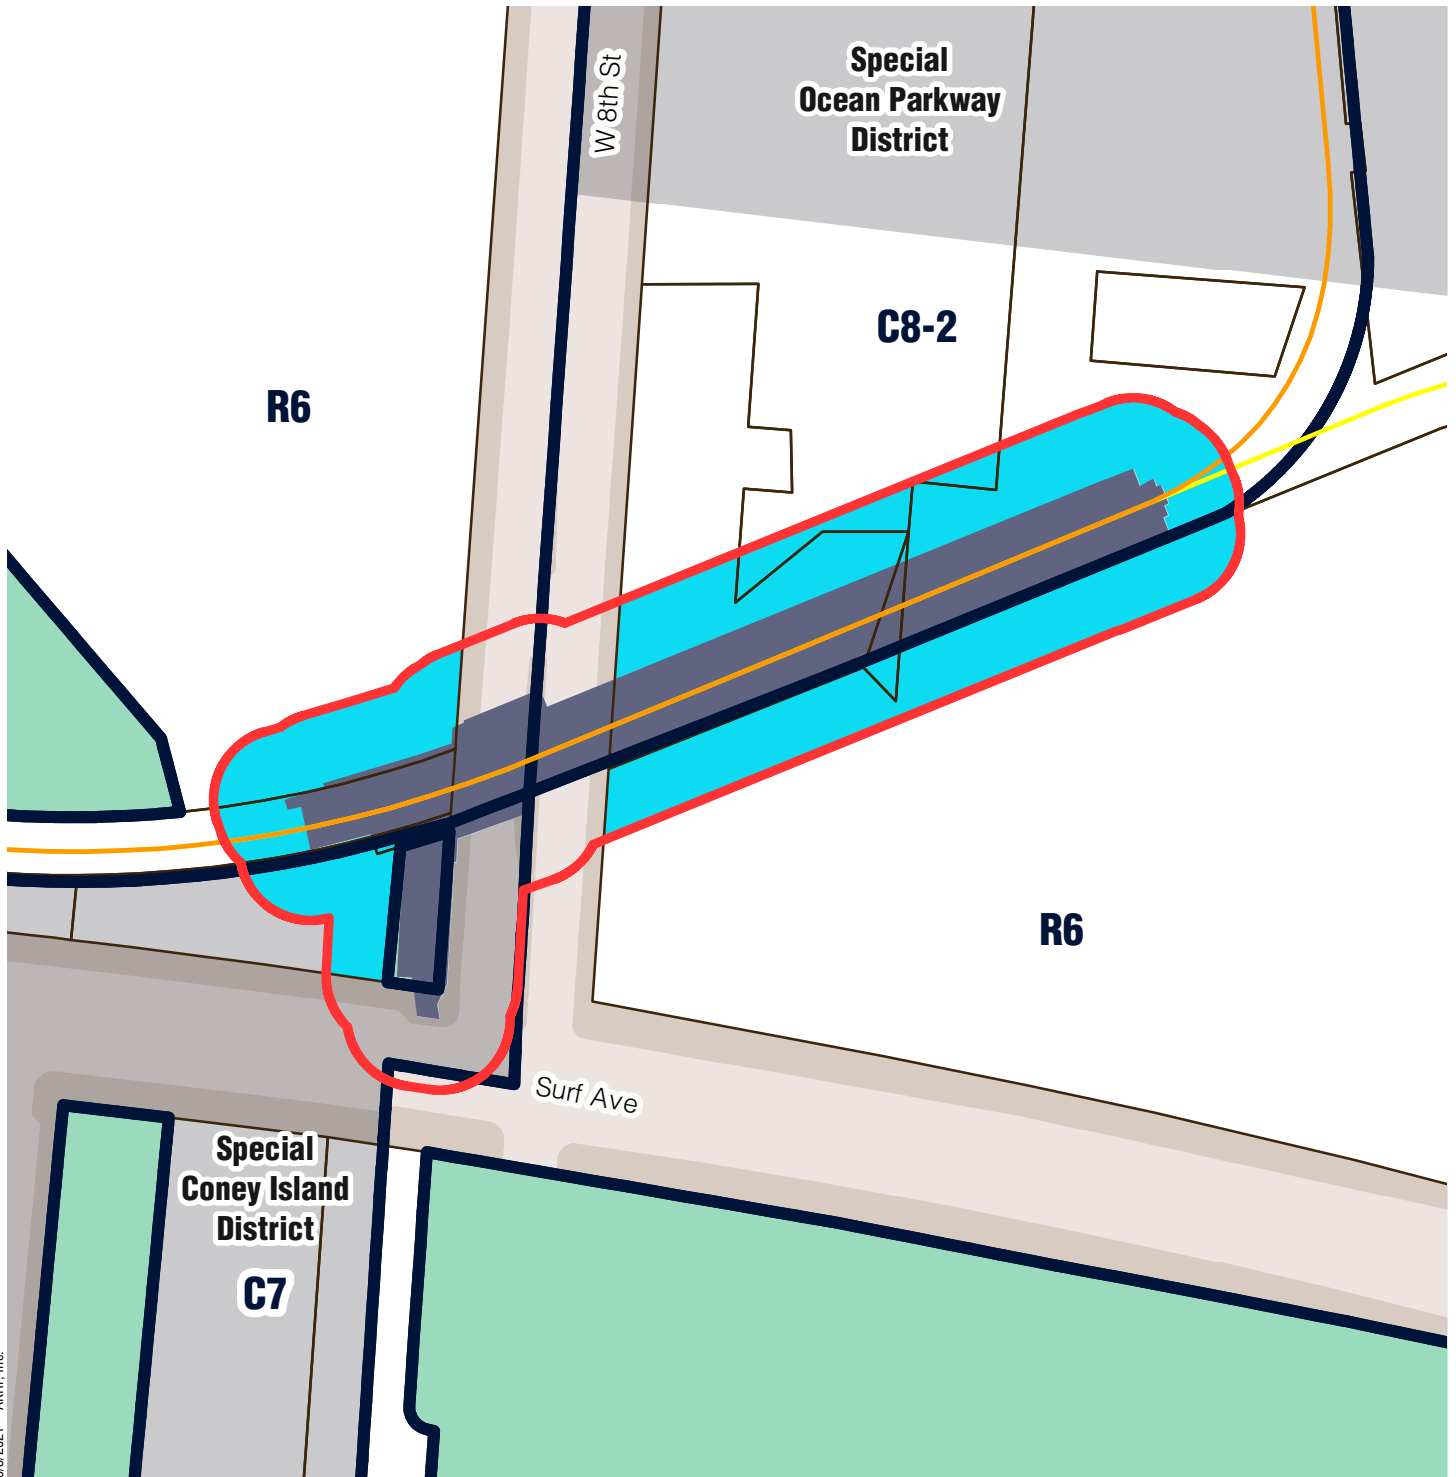 W 8th St
Special
Ocean Parkway
District
C8-2
R6
R6
Surf Ave
Special
Coney Island
District
C7